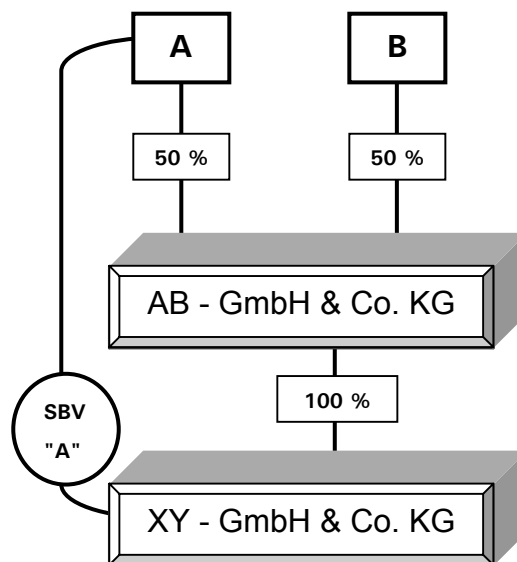 A
B
50 %
50 %
AB - GmbH & Co. KG
100 %
SBV
"A"
XY - GmbH & Co. KG